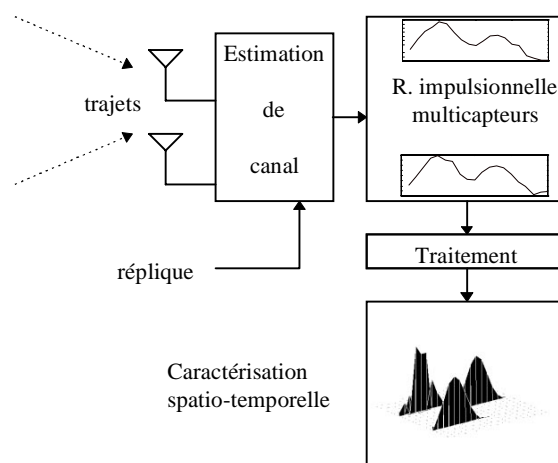 trajets
Estimation
de
canal
R. impulsionnelle
multicapteurs
réplique
Traitement
Caractérisation
spatio-temporelle